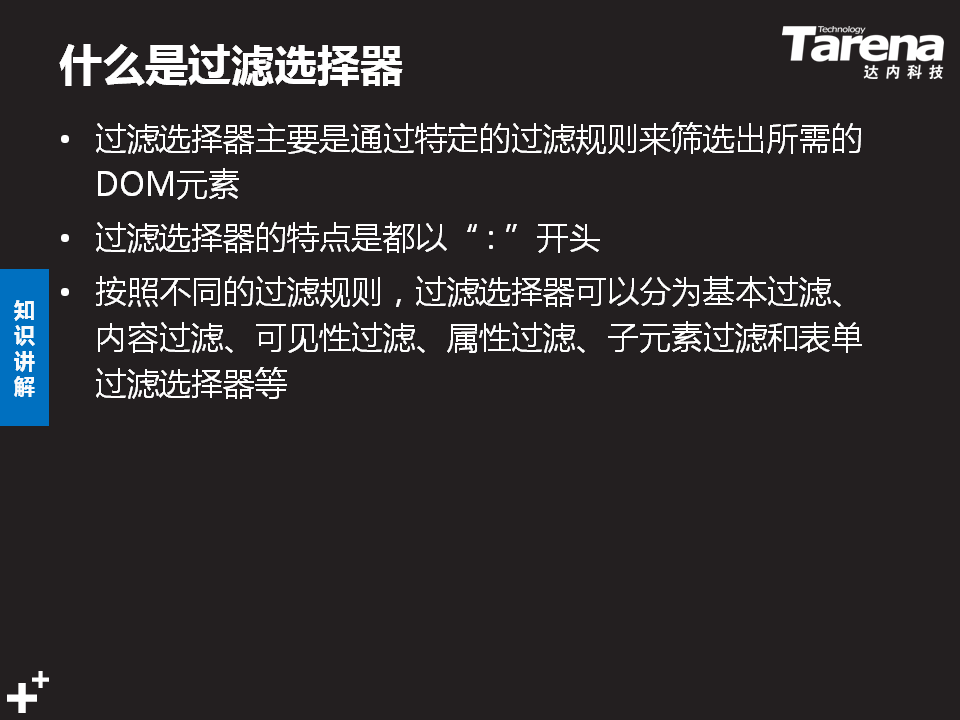 什么是过滤选择器
Technology
Tarena
达内科技
• 过滤选择器主要是通过特定的过滤规则来筛选出所需的
DOM元素
• 过滤选择器的特点是都以“:”开头
• 按照不同的过滤规则，过滤选择器可以分为基本过滤、
内容过滤、可见性过滤、属性过滤、子元素过滤和表单
过滤选择器等
知
识
讲
解